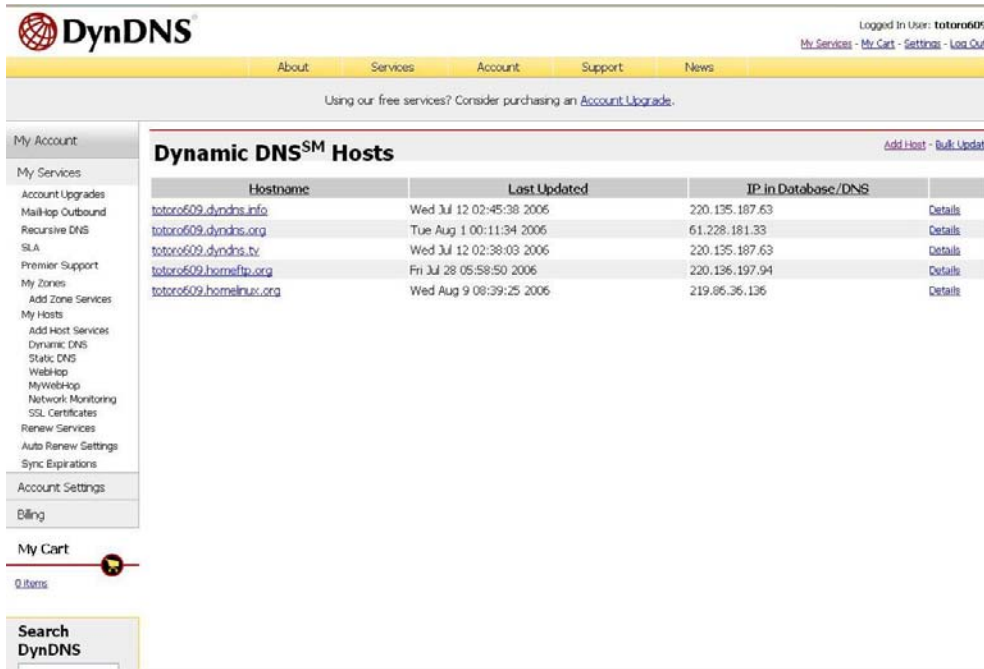 DynDNS
Logged In User: totoro609
My Services - My Cart - Settings - Log Out
About Services Account Support News
Using our free services? Consider purchasing an Account Upgrade.
My Account
My Services
Account Upgrades
MailHop Outbound
Recursive DNS
SLA
Premier Support
My Zones
Add Zone Services
My Hosts
Add Host Services
Dynamic DNS
Static DNS
WebHop
MyWebHop
Network Monitoring
SSL Certificates
Renew Services
Auto Renew Settings
Sync Expirations
Account Settings
Billing
My Cart
0 items
Search
DynDNS
Dynamic DNS℠ Hosts
Add Host - Bulk Updat
Hostname Last Updated IP in Database/DNS
totoro609.dyndns.info Wed Jul 12 02:45:38 2006 220.135.187.63 Details
totoro609.dyndns.org Tue Aug 1 00:11:34 2006 61.228.181.33 Details
totoro609.dyndns.tv Wed Jul 12 02:38:03 2006 220.135.187.63 Details
totoro609.homeftp.org Fri Jul 28 05:58:50 2006 220.136.197.94 Details
totoro609.homelinux.org Wed Aug 9 08:39:25 2006 219.86.36.136 Details